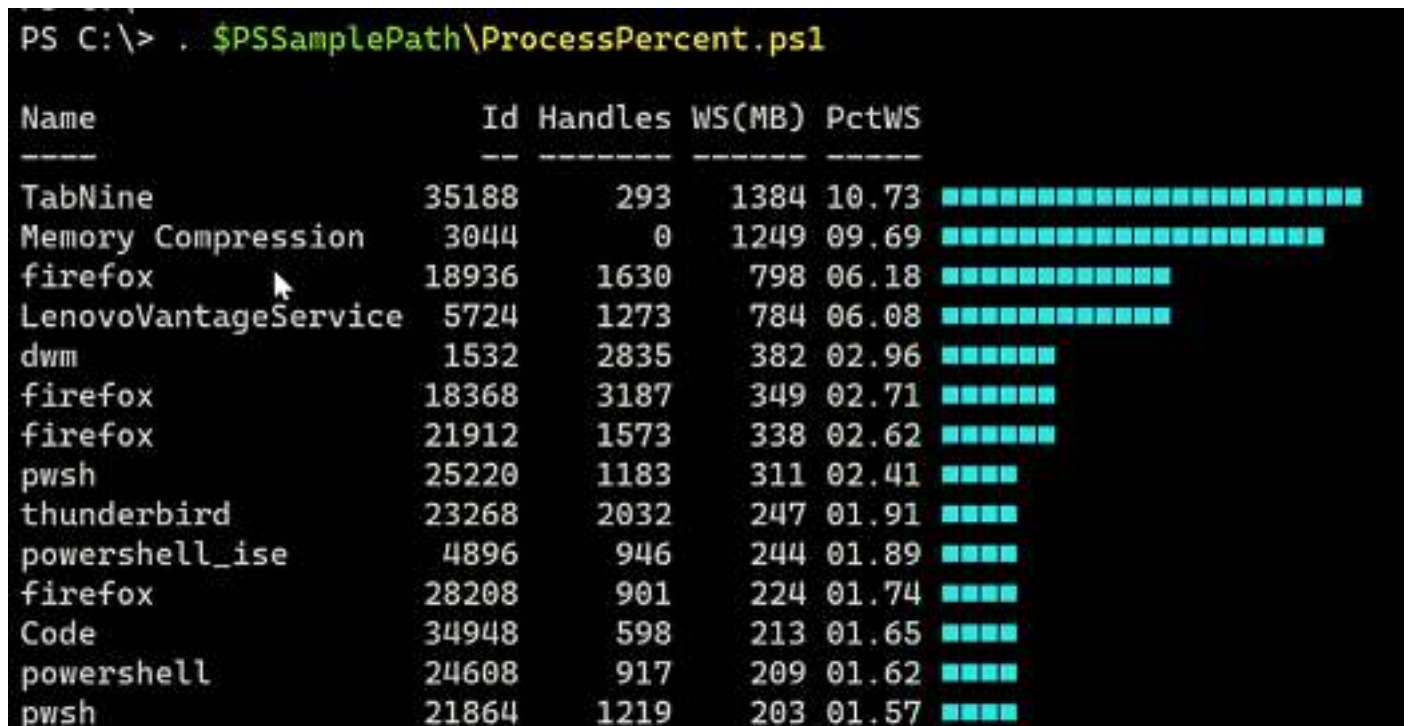 PS C:\> . $PSSamplePath\ProcessPercent.ps1
Name Id Handles WS(MB) PctWS
---- -- ------- ------ -----
TabNine 35188 293 1384 10.73 ■■■■■■■■■■■■■■■■■■■■■■
Memory Compression 3044 0 1249 09.69 ■■■■■■■■■■■■■■■■■■■■
firefox 18936 1630 798 06.18 ■■■■■■■■■■■■
LenovoVantageService 5724 1273 784 06.08 ■■■■■■■■■■■■
dwm 1532 2835 382 02.96 ■■■■■■
firefox 18368 3187 349 02.71 ■■■■■■
firefox 21912 1573 338 02.62 ■■■■■■
pwsh 25220 1183 311 02.41 ■■■■
thunderbird 23268 2032 247 01.91 ■■■■
powershell_ise 4896 946 244 01.89 ■■■■
firefox 28208 901 224 01.74 ■■■■
Code 34948 598 213 01.65 ■■■■
powershell 24608 917 209 01.62 ■■■■
pwsh 21864 1219 203 01.57 ■■■■